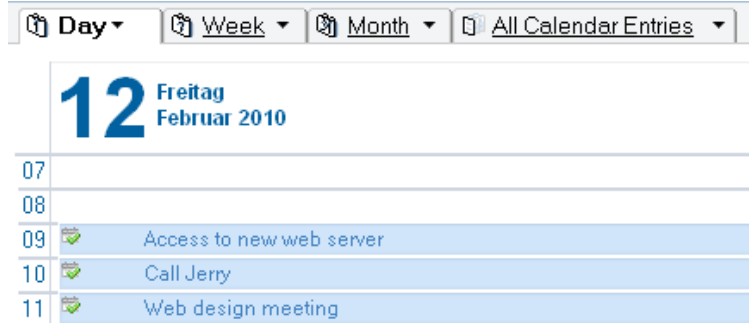 Day Week Month All Calendar Entries
12 Freitag
Februar 2010
07
08
09 Access to new web server
10 Call Jerry
11 Web design meeting